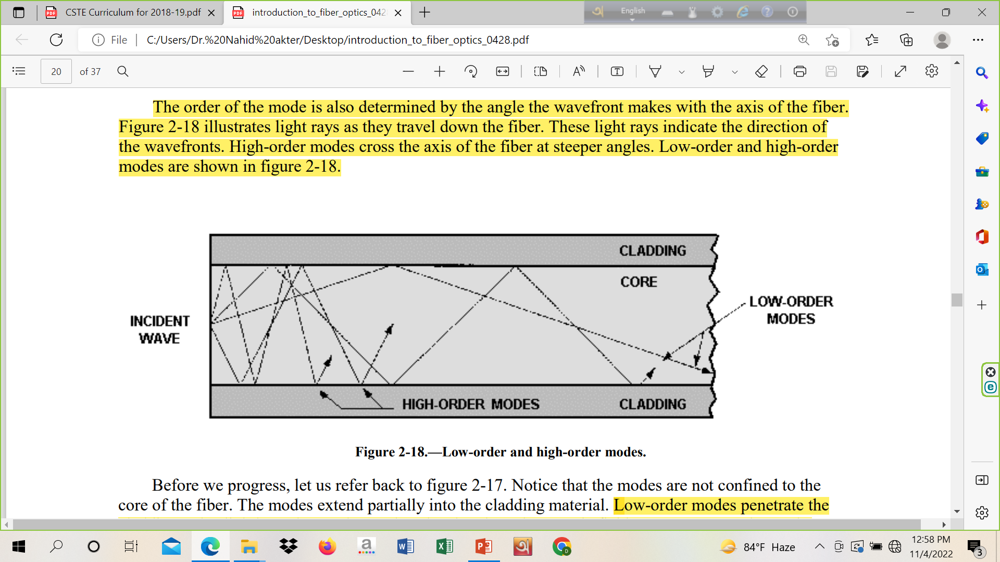 CSTE Curriculum for 2018-19.pdf
introduction_to_fiber_optics_042
English
File
C:/Users/Dr.%20Nahid%20akter/Desktop/introduction_to_fiber_optics_0428.pdf
20 of 37
The order of the mode is also determined by the angle the wavefront makes with the axis of the fiber.
Figure 2-18 illustrates light rays as they travel down the fiber. These light rays indicate the direction of
the wavefronts. High-order modes cross the axis of the fiber at steeper angles. Low-order and high-order
modes are shown in figure 2-18.
CLADDING
CORE
LOW-ORDER
MODES
INCIDENT
WAVE
HIGH-ORDER MODES
CLADDING
Figure 2-18.—Low-order and high-order modes.
Before we progress, let us refer back to figure 2-17. Notice that the modes are not confined to the
core of the fiber. The modes extend partially into the cladding material. Low-order modes penetrate the
84°F Haze
12:58 PM
11/4/2022
3